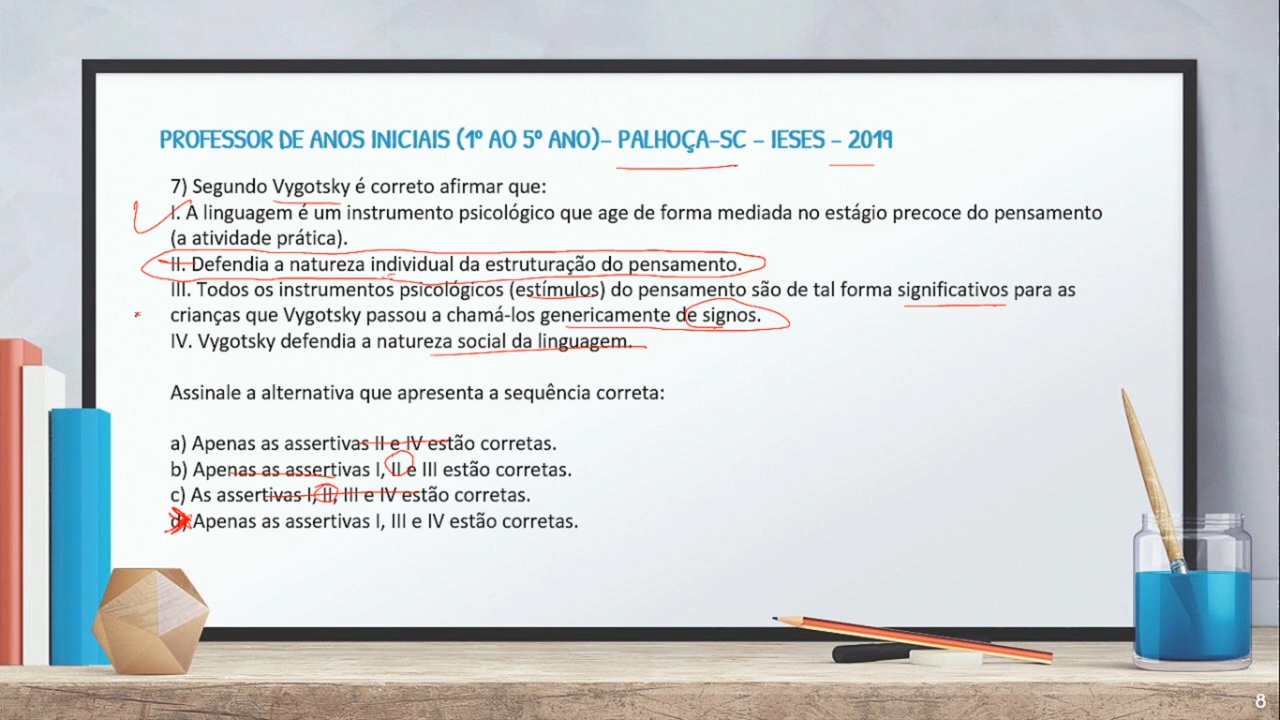 PROFESSOR DE ANOS INICIAIS (1º AO 5º ANO)- PALHOÇA-SC - IESES - 2019
7) Segundo Vygotsky é correto afirmar que:
I. A linguagem é um instrumento psicológico que age de forma mediada no estágio precoce do pensamento
(a atividade prática).
II. Defendia a natureza individual da estruturação do pensamento.
III. Todos os instrumentos psicológicos (estímulos) do pensamento são de tal forma significativos para as
crianças que Vygotsky passou a chamá-los genericamente de signos.
IV. Vygotsky defendia a natureza social da linguagem.
Assinale a alternativa que apresenta a sequência correta:
a) Apenas as assertivas II e IV estão corretas.
b) Apenas as assertivas I, II e III estão corretas.
c) As assertivas I, II, III e IV estão corretas.
d) Apenas as assertivas I, III e IV estão corretas.
8